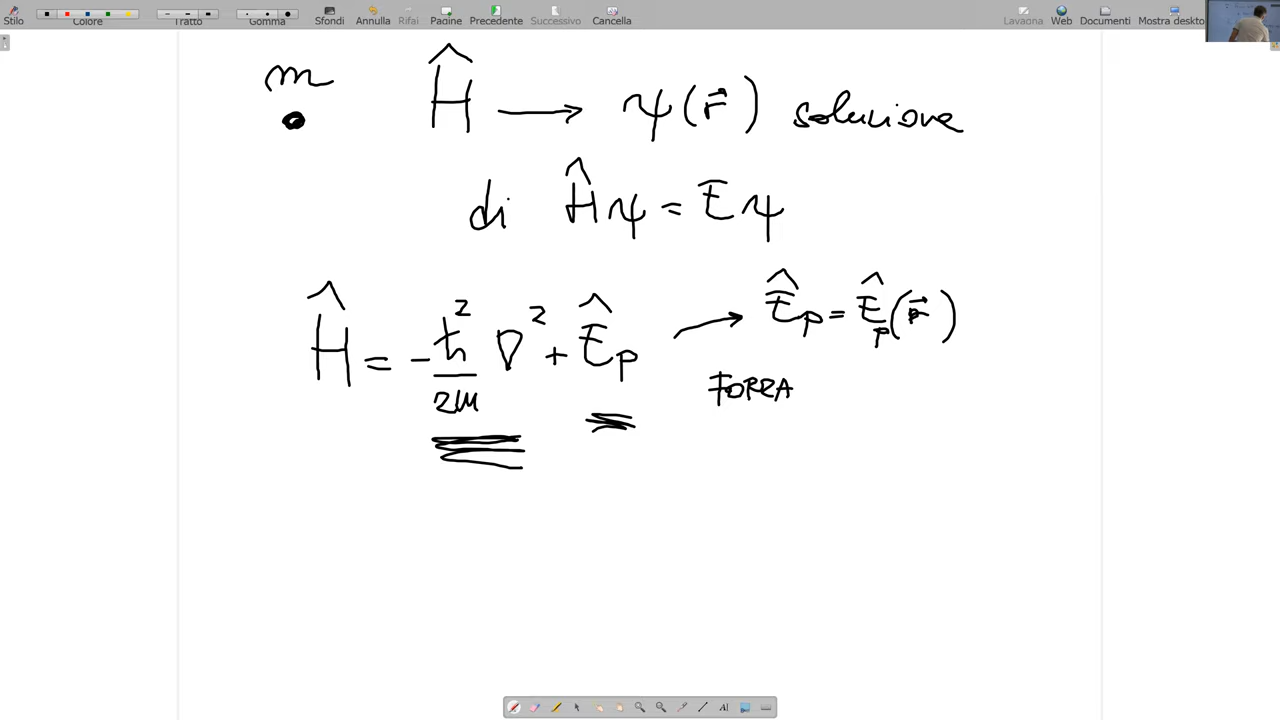 Stilo Colore Tratto Gomma Sfondi Annulla Rifai Pagine Precedente Successivo Cancella Lavagna Web Documenti Mostra deskto
m Ĥ → ψ(r⃗) soluzione
di Ĥψ = Eψ
Ĥ = -ħ²/2m ∇² + Êp → Êp = Êp(r⃗)
FORZA